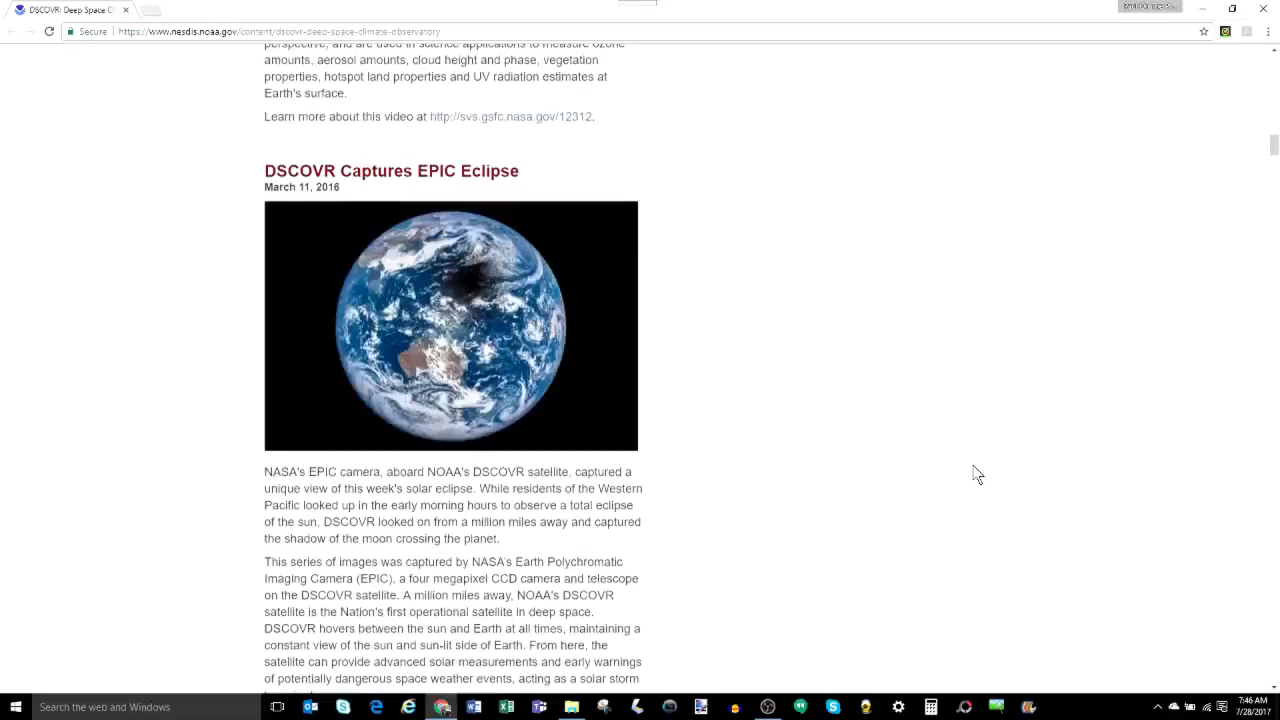 DSCOVR: Deep Space Cl
Secure
https://www.nesdis.noaa.gov/content/dscovr-deep-space-climate-observatory
perspective, and are used in science applications to measure ozone
amounts, aerosol amounts, cloud height and phase, vegetation
properties, hotspot land properties and UV radiation estimates at
Earth's surface.
Learn more about this video at http://svs.gsfc.nasa.gov/12312.
DSCOVR Captures EPIC Eclipse
March 11, 2016
NASA's EPIC camera, aboard NOAA's DSCOVR satellite, captured a
unique view of this week's solar eclipse. While residents of the Western
Pacific looked up in the early morning hours to observe a total eclipse
of the sun, DSCOVR looked on from a million miles away and captured
the shadow of the moon crossing the planet.
This series of images was captured by NASA's Earth Polychromatic
Imaging Camera (EPIC), a four megapixel CCD camera and telescope
on the DSCOVR satellite. A million miles away, NOAA's DSCOVR
satellite is the Nation's first operational satellite in deep space.
DSCOVR hovers between the sun and Earth at all times, maintaining a
constant view of the sun and sun-lit side of Earth. From here, the
satellite can provide advanced solar measurements and early warnings
of potentially dangerous space weather events, acting as a solar storm
Search the web and Windows
7:46 AM
7/28/2017